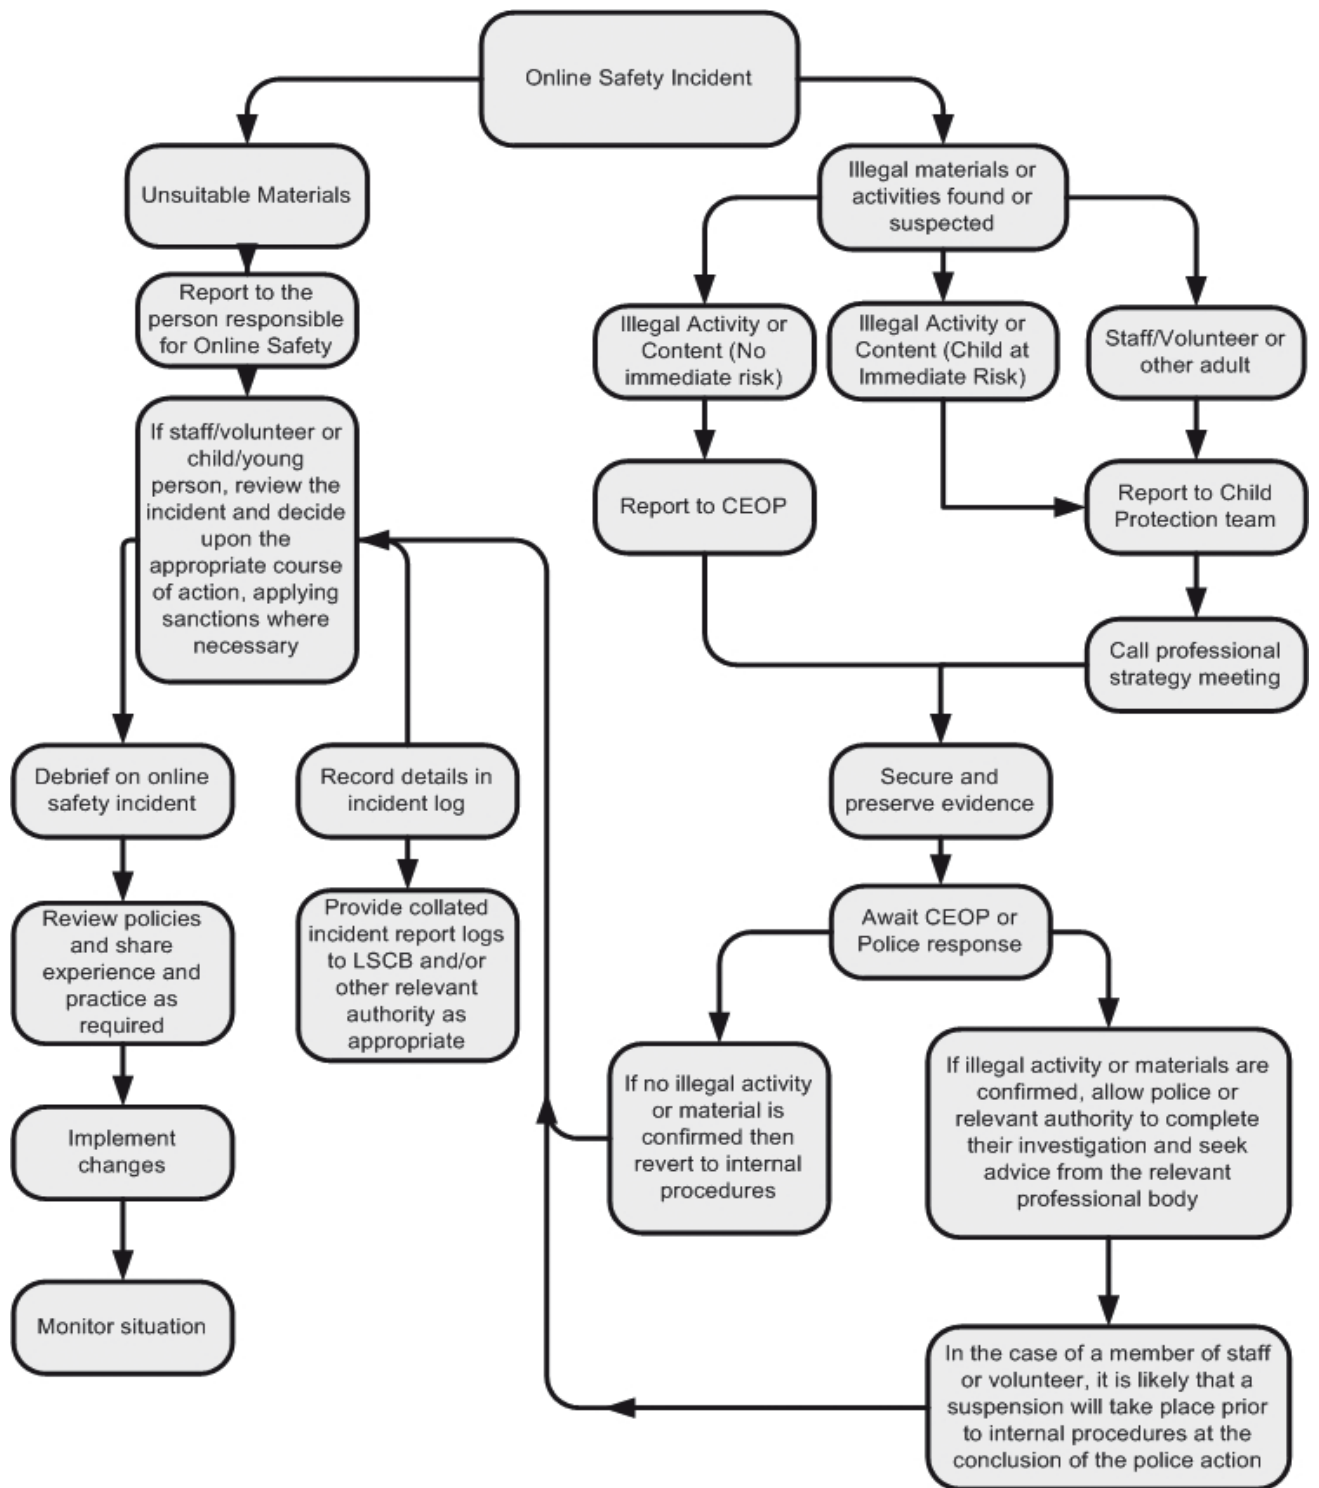 Online Safety Incident
Unsuitable Materials
Illegal materials or
activities found or
suspected
Report to the
person responsible
for Online Safety
Illegal Activity or
Content (No
immediate risk)
Illegal Activity or
Content (Child at
Immediate Risk)
Staff/Volunteer or
other adult
If staff/volunteer or
child/young
person, review the
incident and decide
upon the
appropriate course
of action, applying
sanctions where
necessary
Report to CEOP
Report to Child
Protection team
Call professional
strategy meeting
Debrief on online
safety incident
Record details in
incident log
Secure and
preserve evidence
Review policies
and share
experience and
practice as
required
Provide collated
incident report logs
to LSCB and/or
other relevant
authority as
appropriate
Await CEOP or
Police response
If no illegal activity
or material is
confirmed then
revert to internal
procedures
If illegal activity or materials are
confirmed, allow police or
relevant authority to complete
their investigation and seek
advice from the relevant
professional body
Implement
changes
Monitor situation
In the case of a member of staff
or volunteer, it is likely that a
suspension will take place prior
to internal procedures at the
conclusion of the police action